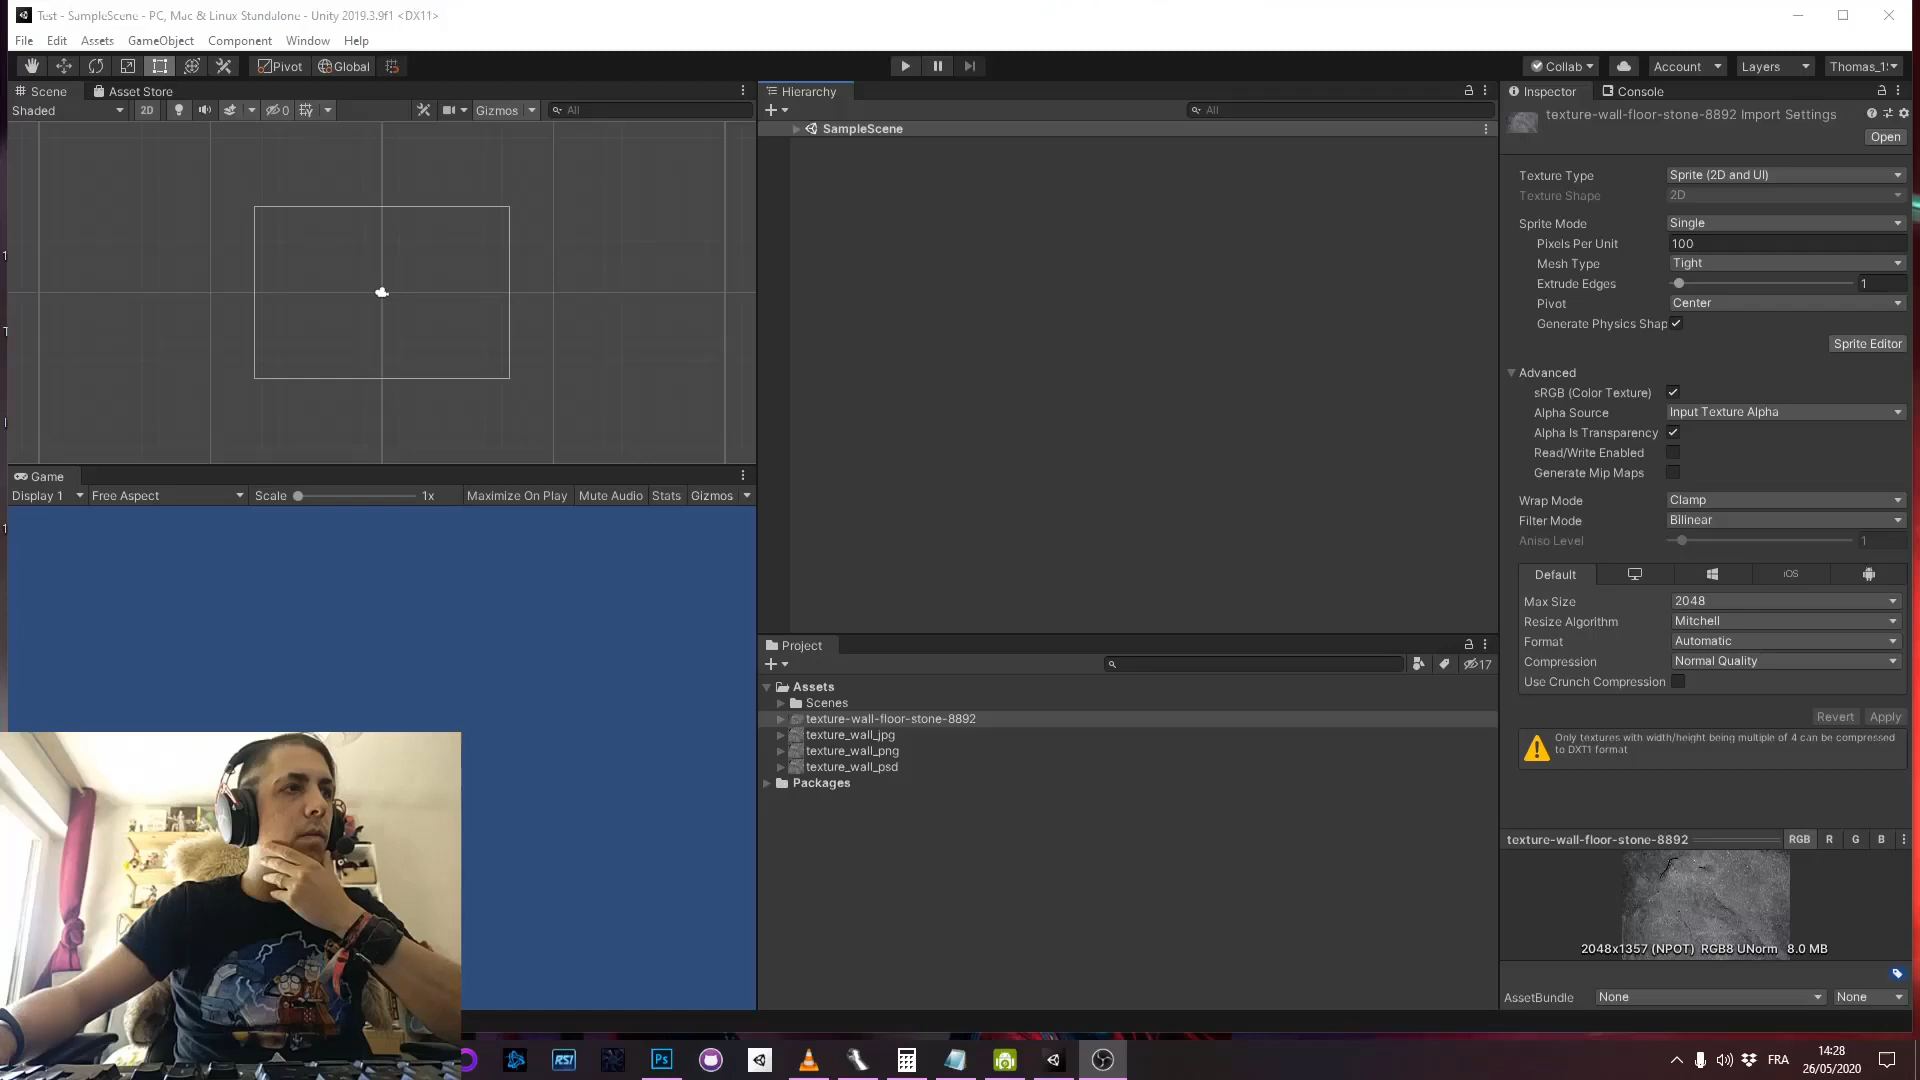 Test - SampleScene - PC, Mac & Linux Standalone - Unity 2019.3.9f1 <DX11>
File Edit Assets GameObject Component Window Help
Pivot Global
Collab Account Layers Thomas_1
Scene Asset Store
Shaded 2D 0 Gizmos All
Hierarchy
All
SampleScene
Game
Display 1 Free Aspect Scale 1x Maximize On Play Mute Audio Stats Gizmos
Project
17
Assets
Scenes
texture-wall-floor-stone-8892
texture_wall_jpg
texture_wall_png
texture_wall_psd
Packages
Inspector Console
texture-wall-floor-stone-8892 Import Settings
Open
Texture Type Sprite (2D and UI)
Texture Shape 2D
Sprite Mode Single
Pixels Per Unit 100
Mesh Type Tight
Extrude Edges 1
Pivot Center
Generate Physics Shap
Sprite Editor
Advanced
sRGB (Color Texture)
Alpha Source Input Texture Alpha
Alpha Is Transparency
Read/Write Enabled
Generate Mip Maps
Wrap Mode Clamp
Filter Mode Bilinear
Aniso Level 1
Default iOS
Max Size 2048
Resize Algorithm Mitchell
Format Automatic
Compression Normal Quality
Use Crunch Compression
Revert Apply
Only textures with width/height being multiple of 4 can be compressed
to DXT1 format
texture-wall-floor-stone-8892 RGB R G B
2048x1357 (NPOT) RGB8 UNorm 8.0 MB
AssetBundle None None
RSI Ps FRA
14:28
26/05/2020